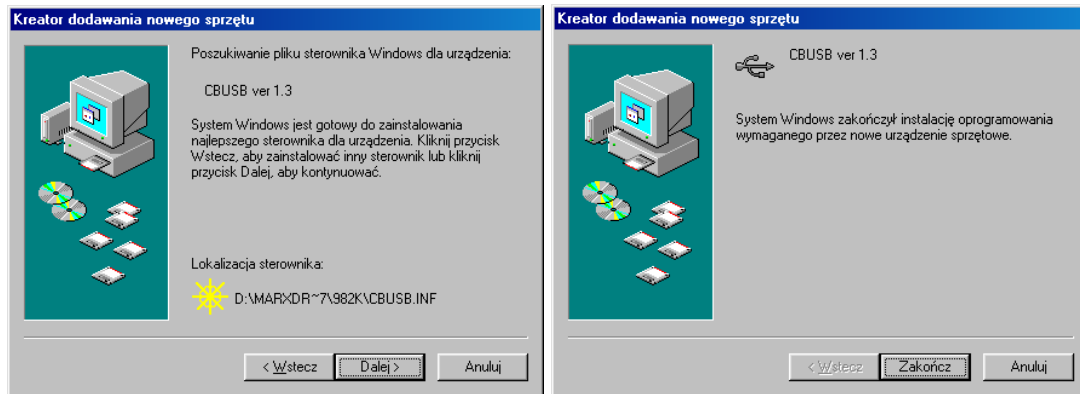 Kreator dodawania nowego sprzętu
Poszukiwanie pliku sterownika Windows dla urządzenia:
CBUSB ver 1.3
System Windows jest gotowy do zainstalowania
najlepszego sterownika dla urządzenia. Kliknij przycisk
Wstecz, aby zainstalować inny sterownik lub kliknij
przycisk Dalej, aby kontynuować.
Lokalizacja sterownika:
D:\MARXDR~7\982K\CBUSB.INF
< Wstecz
Dalej >
Anuluj
Kreator dodawania nowego sprzętu
CBUSB ver 1.3
System Windows zakończył instalację oprogramowania
wymaganego przez nowe urządzenie sprzętowe.
< Wstecz
Zakończ
Anuluj